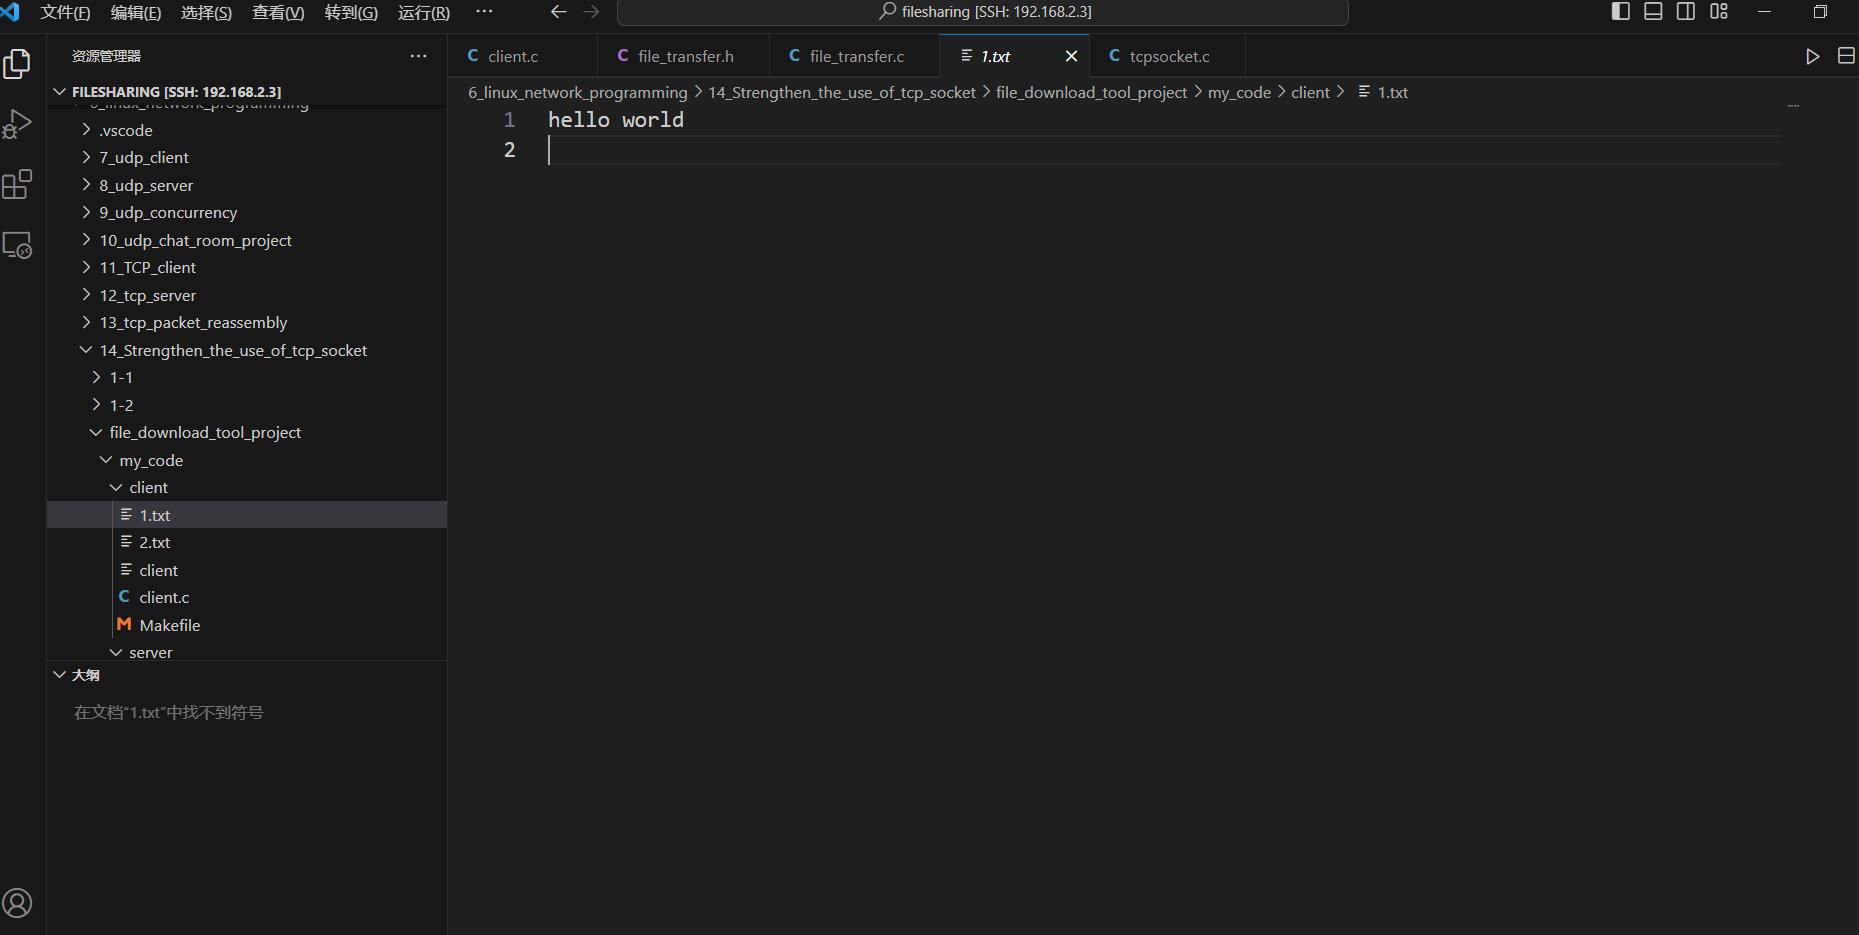 文件(F) 编辑(E) 选择(S) 查看(V) 转到(G) 运行(R) ··· filesharing [SSH: 192.168.2.3]
资源管理器 ···
FILESHARING [SSH: 192.168.2.3]
6_linux_network_programming
.vscode
7_udp_client
8_udp_server
9_udp_concurrency
10_udp_chat_room_project
11_TCP_client
12_tcp_server
13_tcp_packet_reassembly
14_Strengthen_the_use_of_tcp_socket
1-1
1-2
file_download_tool_project
my_code
client
1.txt
2.txt
client
C client.c
M Makefile
server
大纲
在文档"1.txt"中找不到符号
C client.c C file_transfer.h C file_transfer.c 1.txt C tcpsocket.c
6_linux_network_programming > 14_Strengthen_the_use_of_tcp_socket > file_download_tool_project > my_code > client > 1.txt
1 hello world
2